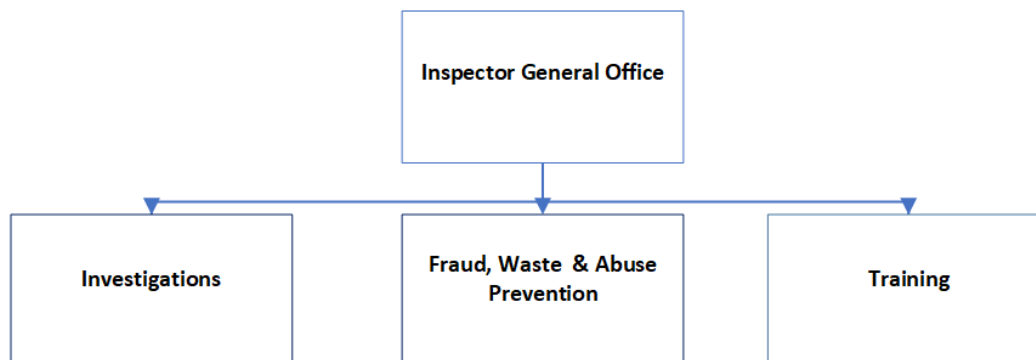 Inspector General Office
Investigations
Fraud, Waste & Abuse
Prevention
Training